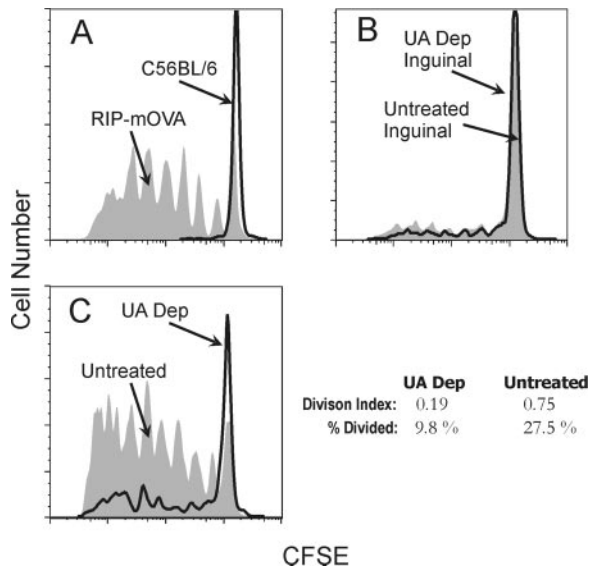 A
C56BL/6
RIP-mOVA
B
UA Dep
Inguinal
Untreated
Inguinal
Cell Number
C
UA Dep
Untreated
UA Dep Untreated
Divison Index: 0.19 0.75
% Divided: 9.8 % 27.5 %
CFSE